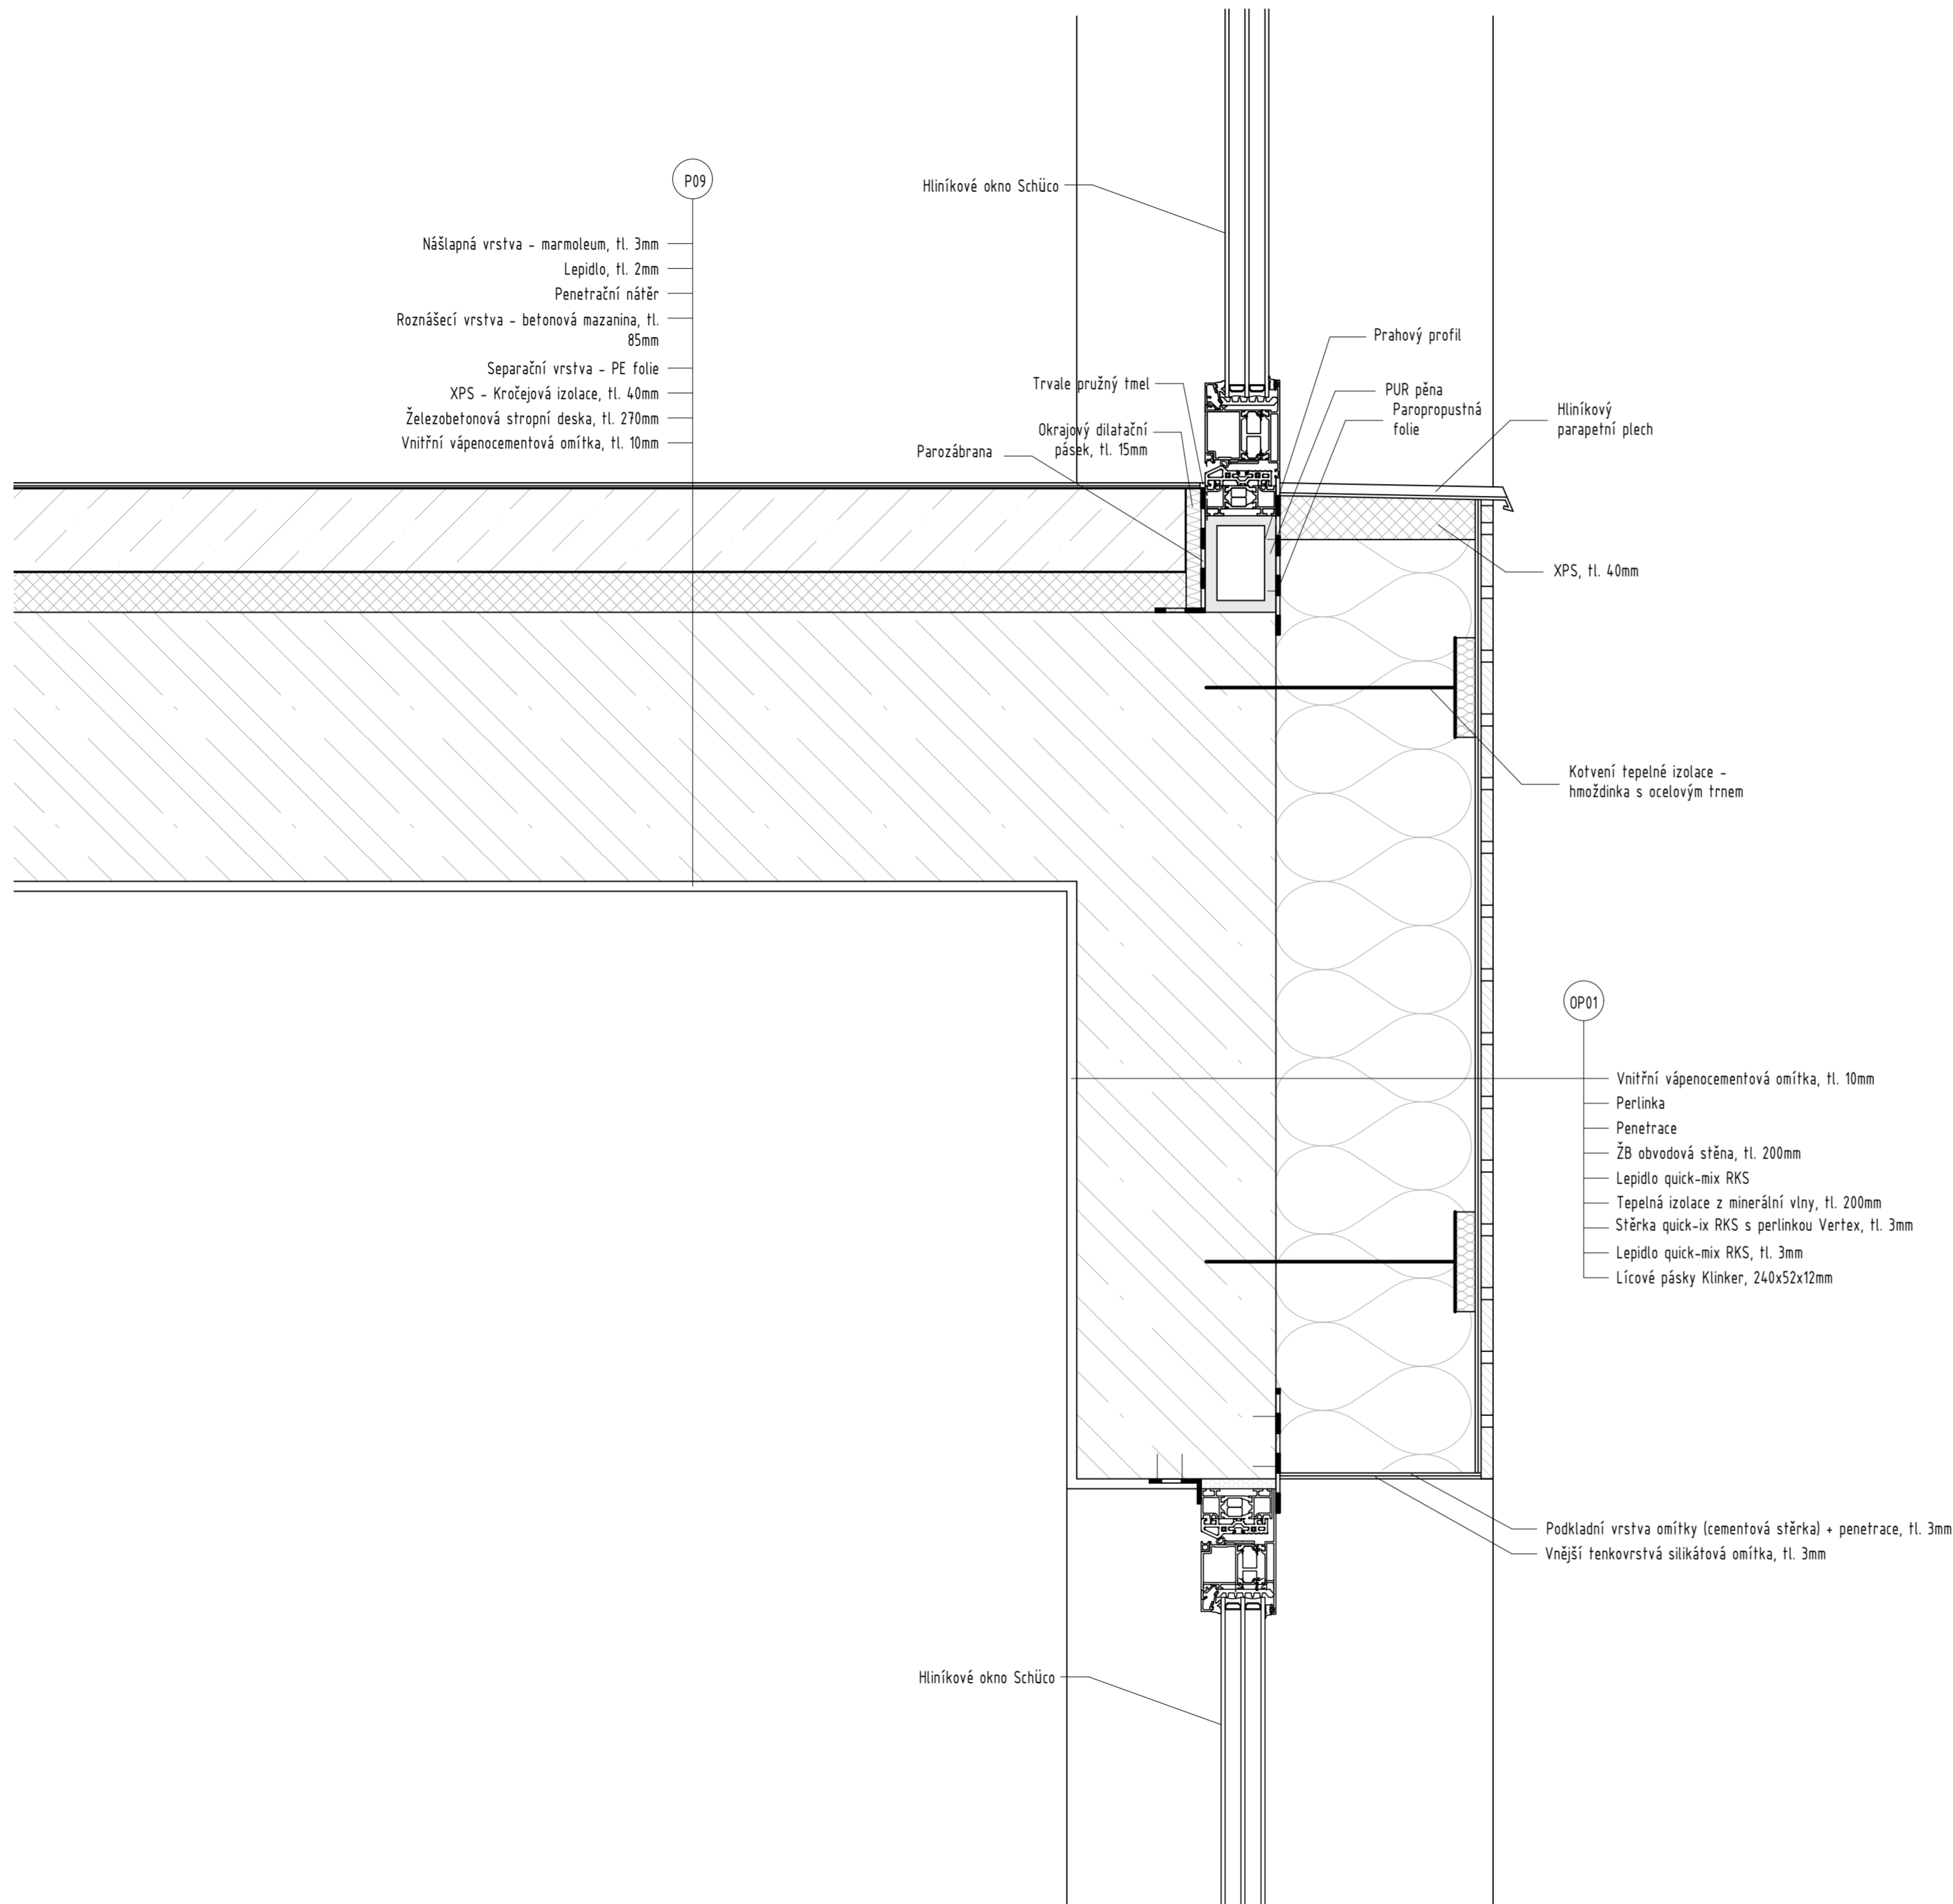 P09
Nášlapná vrstva - marmoleum, tl. 3mm
Lepidlo, tl. 2mm
Penetrační nátěr
Roznášecí vrstva - betonová mazanina, tl.
85mm
Separační vrstva - PE folie
XPS - Kročejová izolace, tl. 40mm
Železobetonová stropní deska, tl. 270mm
Vnitřní vápenocementová omítka, tl. 10mm
Hliníkové okno Schüco
Trvale pružný tmel
Okrajový dilatační
pásek, tl. 15mm
Parozábrana
Prahový profil
PUR pěna
Paropropustná
folie
Hliníkový
parapetní plech
XPS, tl. 40mm
Kotvení tepelné izolace -
hmoždinka s ocelovým trnem
OP01
Vnitřní vápenocementová omítka, tl. 10mm
Perlinka
Penetrace
ŽB obvodová stěna, tl. 200mm
Lepidlo quick-mix RKS
Tepelná izolace z minerální vlny, tl. 200mm
Stěrka quick-ix RKS s perlinkou Vertex, tl. 3mm
Lepidlo quick-mix RKS, tl. 3mm
Lícové pásky Klinker, 240x52x12mm
Podkladní vrstva omítky (cementová stěrka) + penetrace, tl. 3mm
Vnější tenkovrstvá silikátová omítka, tl. 3mm
Hliníkové okno Schüco